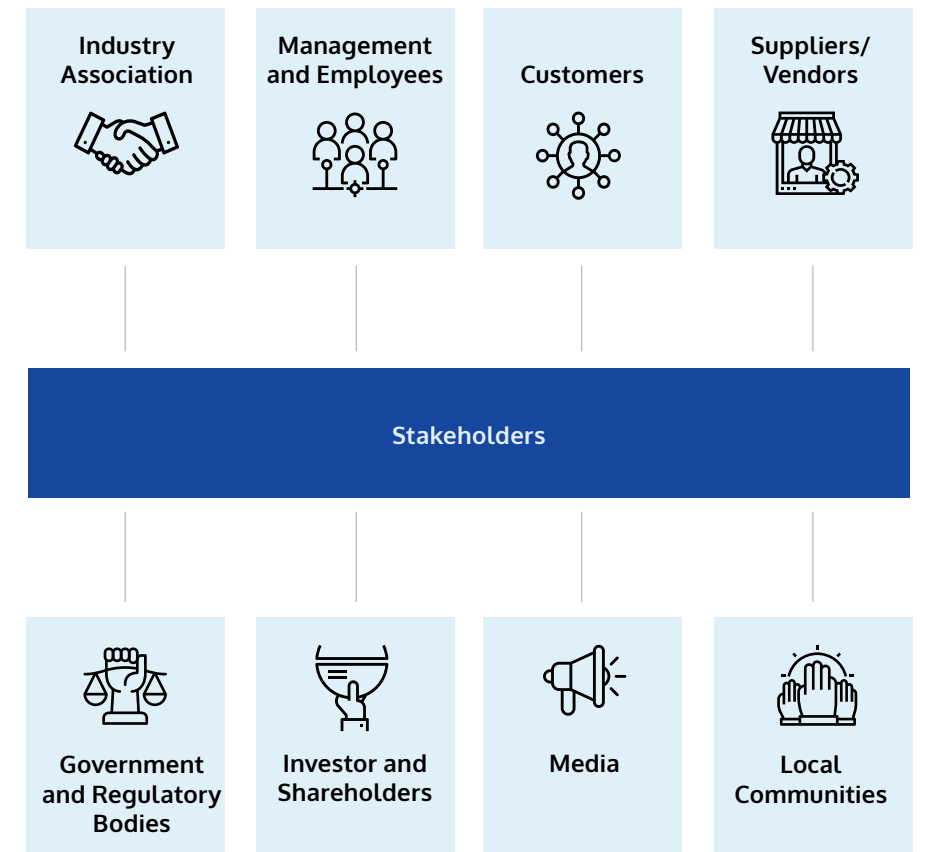 Industry
Association
Management
and Employees
Customers
Suppliers/
Vendors
Stakeholders
Government
and Regulatory
Bodies
Investor and
Shareholders
Media
Local
Communities